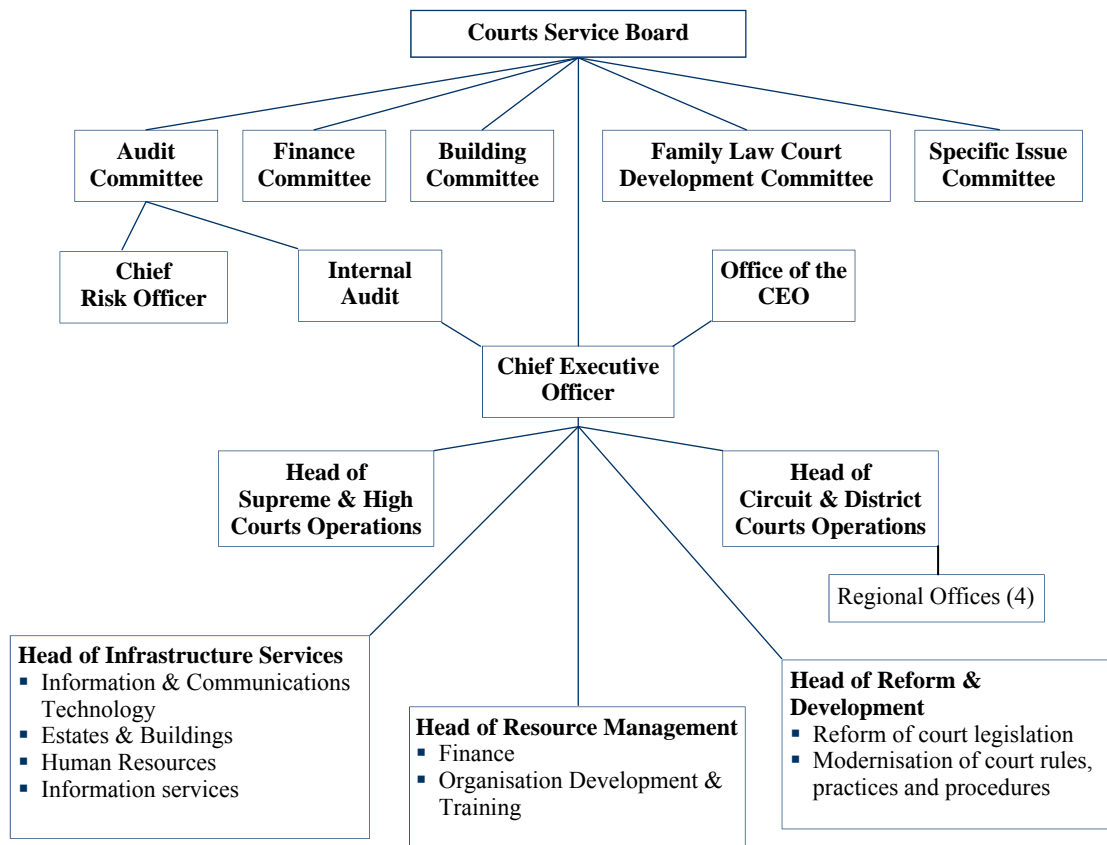 Courts Service Board
Audit
Committee
Finance
Committee
Building
Committee
Family Law Court
Development Committee
Specific Issue
Committee
Chief
Risk Officer
Internal
Audit
Office of the
CEO
Chief Executive
Officer
Head of
Supreme & High
Courts Operations
Head of
Circuit & District
Courts Operations
Regional Offices (4)
Head of Infrastructure Services
▪ Information & Communications
Technology
▪ Estates & Buildings
▪ Human Resources
▪ Information services
Head of Resource Management
▪ Finance
▪ Organisation Development &
Training
Head of Reform &
Development
▪ Reform of court legislation
▪ Modernisation of court rules,
practices and procedures